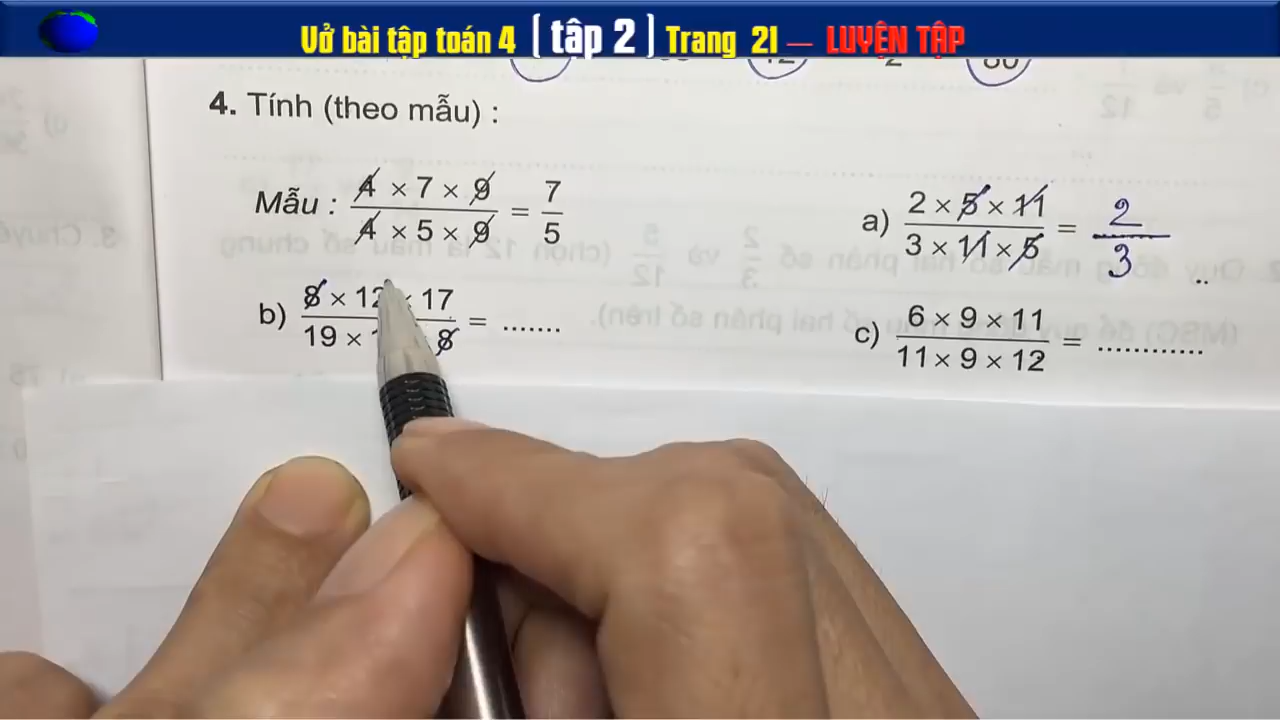 Vở bài tập toán 4 [ tập 2 ] Trang 21 — LUYỆN TẬP
4. Tính (theo mẫu) :
Mẫu : 4 × 7 × 9 / 4 × 5 × 9 = 7 / 5
a) 2 × 5 × 11 / 3 × 11 × 5 = 2 / 3
b) 8 × 12 × 17 / 19 × 8 = .......
c) 6 × 9 × 11 / 11 × 9 × 12 = ............